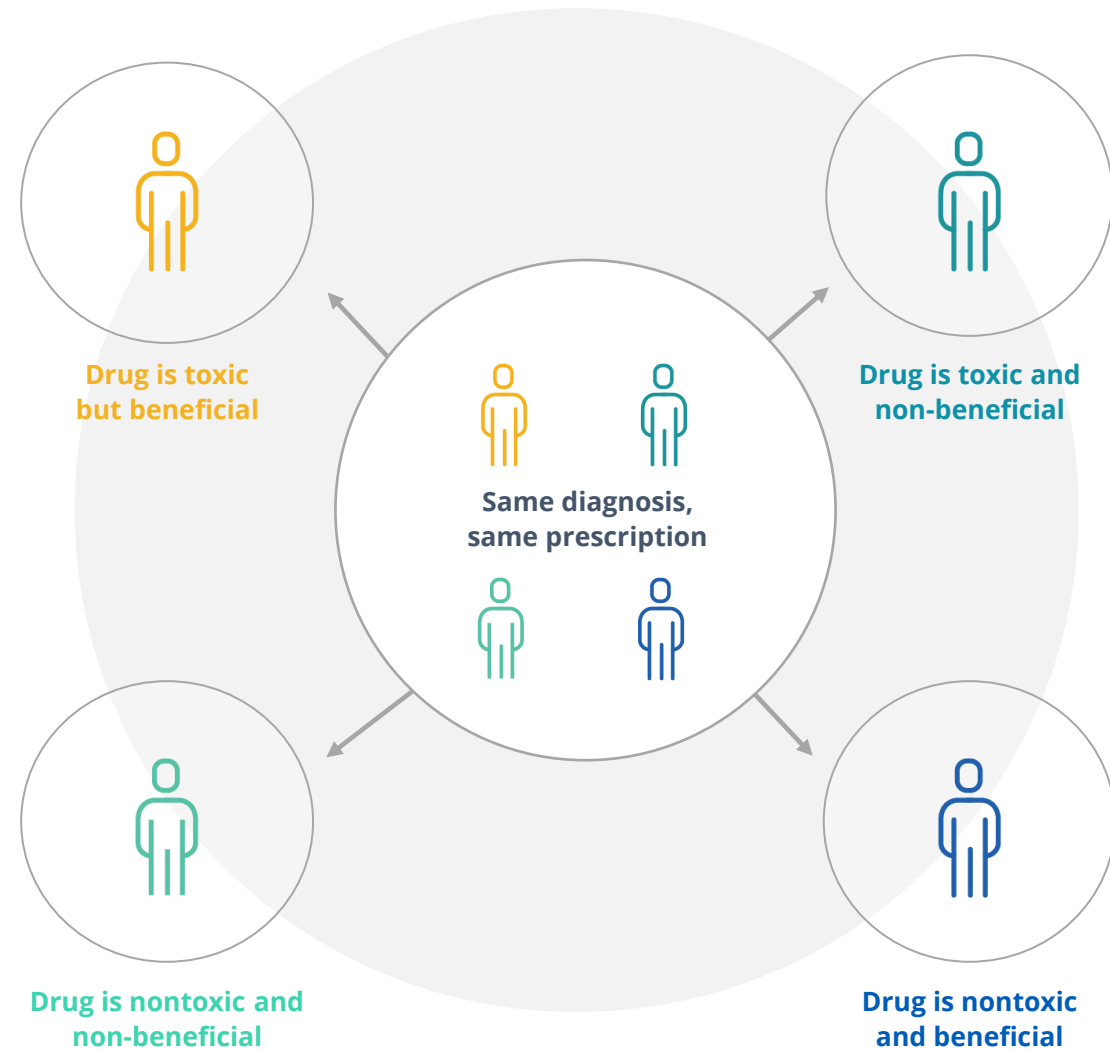 Drug is toxic
but beneficial
Drug is toxic and
non-beneficial
Same diagnosis,
same prescription
Drug is nontoxic and
non-beneficial
Drug is nontoxic
and beneficial